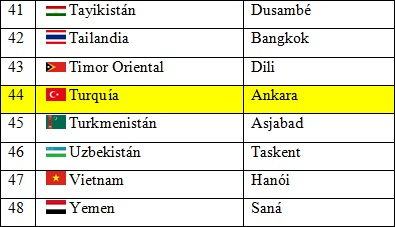 41 Tayikistán Dusambé
42 Tailandia Bangkok
43 Timor Oriental Dili
44 Turquía Ankara
45 Turkmenistán Asjabad
46 Uzbekistán Taskent
47 Vietnam Hanói
48 Yemen Saná